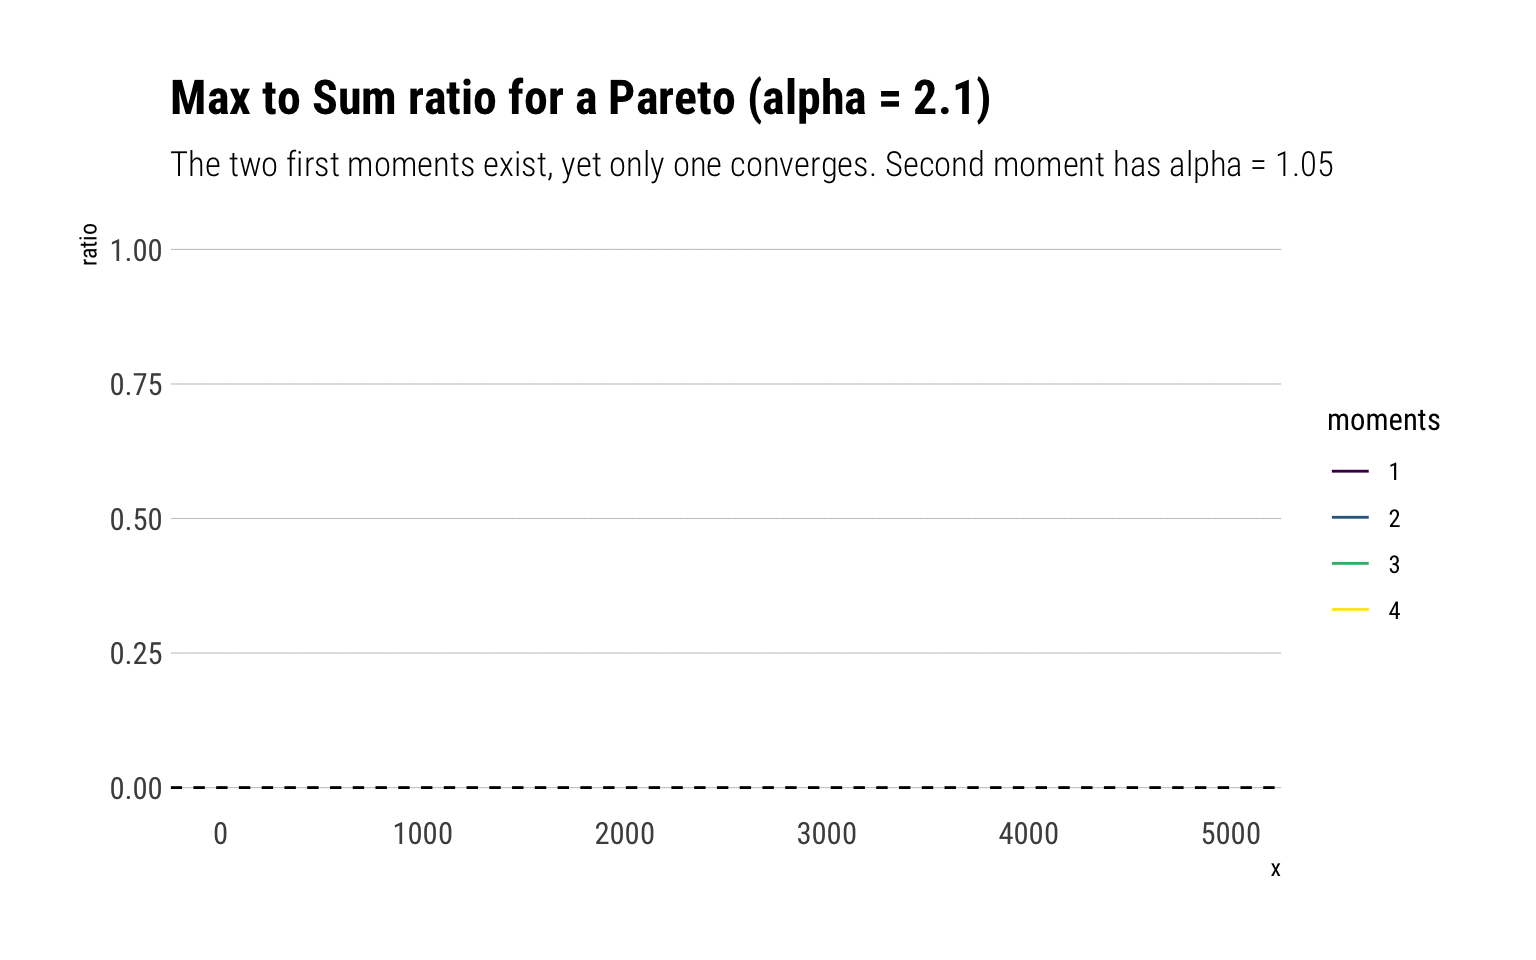 Max to Sum ratio for a Pareto (alpha = 2.1)
The two first moments exist, yet only one converges. Second moment has alpha = 1.05
ratio
1.00
0.75
0.50
0.25
0.00
0 1000 2000 3000 4000 5000
x
moments
1
2
3
4